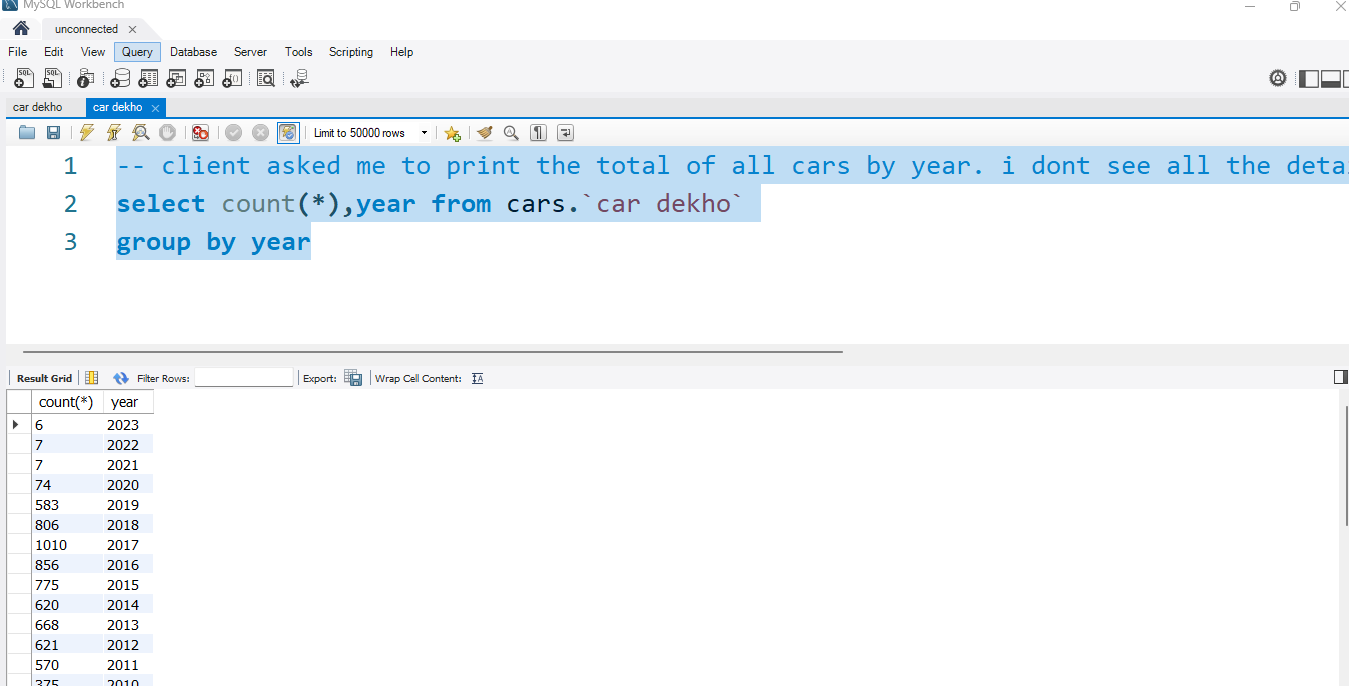 MySQL Workbench
unconnected
File Edit View Query Database Server Tools Scripting Help
car dekho car dekho
Limit to 50000 rows
1 -- client asked me to print the total of all cars by year. i dont see all the
2 select count(*),year from cars.`car dekho`
3 group by year
Result Grid Filter Rows: Export: Wrap Cell Content:
count(*) year
6 2023
7 2022
7 2021
74 2020
583 2019
806 2018
1010 2017
856 2016
775 2015
620 2014
668 2013
621 2012
570 2011
375 2010